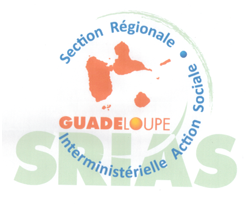 Section Régionale •
Interministérielle Action Sociale
GUADELOUPE
SRIAS